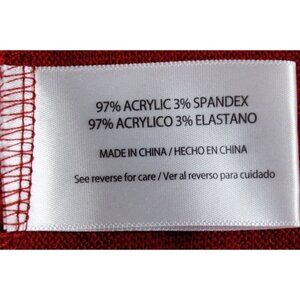 97% ACRYLIC 3% SPANDEX
97% ACRYLICO 3% ELASTANO
MADE IN CHINA / HECHO EN CHINA
See reverse for care / Ver al reverso para cuidado